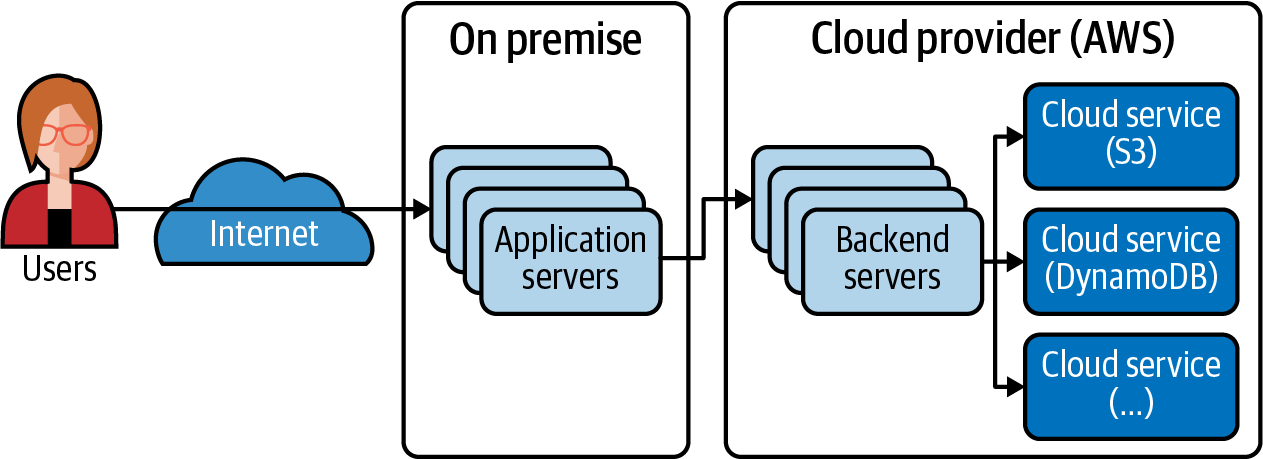 On premise
Cloud provider (AWS)
Users
Internet
Application
servers
Backend
servers
Cloud service
(S3)
Cloud service
(DynamoDB)
Cloud service
(...)